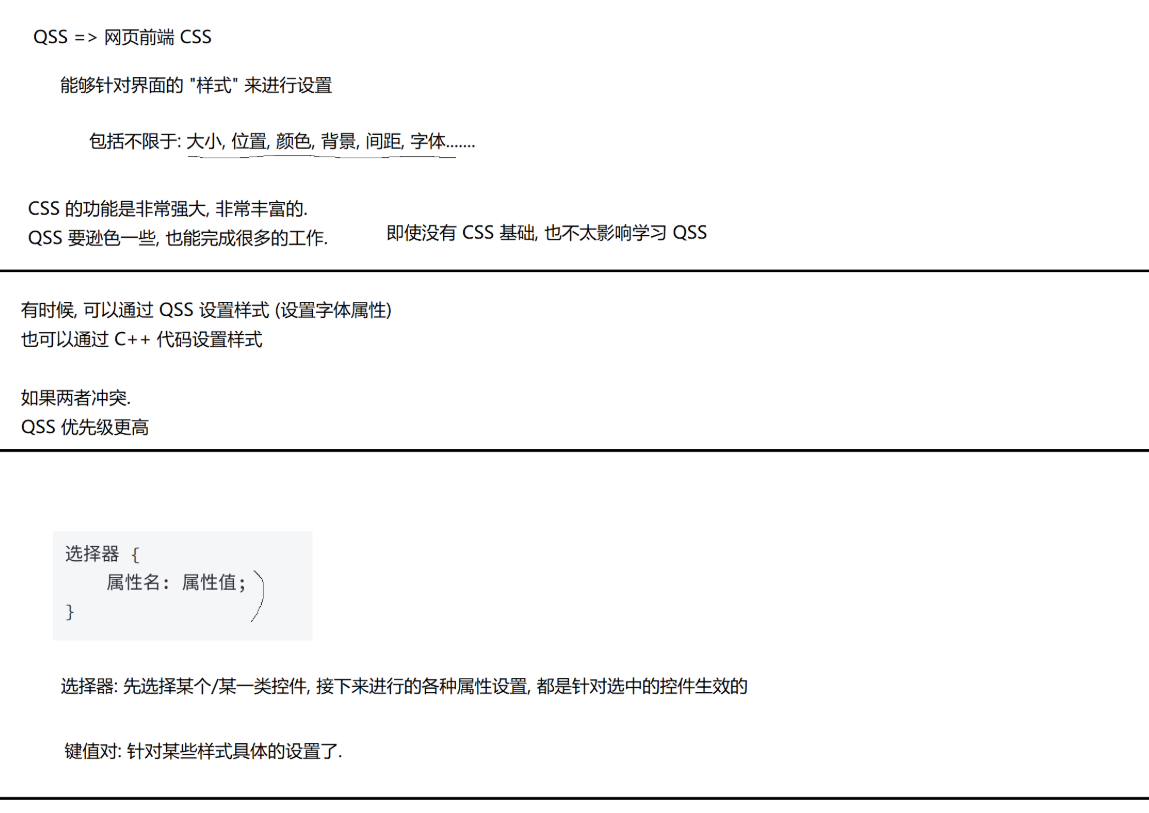 QSS => 网页前端 CSS
能够针对界面的 "样式" 来进行设置
包括不限于: 大小, 位置, 颜色, 背景, 间距, 字体.......
CSS 的功能是非常强大, 非常丰富的.
QSS 要逊色一些, 也能完成很多的工作.
即使没有 CSS 基础, 也不太影响学习 QSS
有时候, 可以通过 QSS 设置样式 (设置字体属性)
也可以通过 C++ 代码设置样式
如果两者冲突.
QSS 优先级更高
选择器 {
属性名: 属性值;
}
选择器: 先选择某个/某一类控件, 接下来进行的各种属性设置, 都是针对选中的控件生效的
键值对: 针对某些样式具体的设置了.